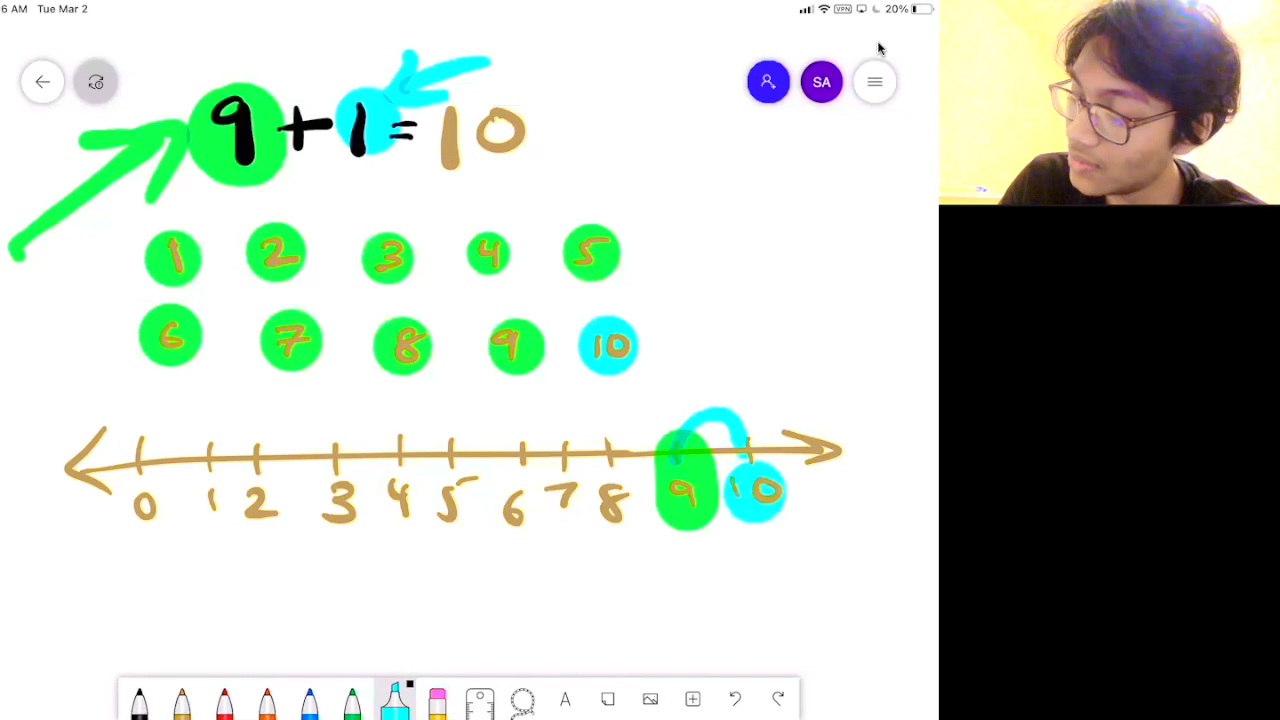 6 AM Tue Mar 2
VPN 20%
SA
9 + 1 = 10
1 2 3 4 5
6 7 8 9 10
0 1 2 3 4 5 6 7 8 9 10
A